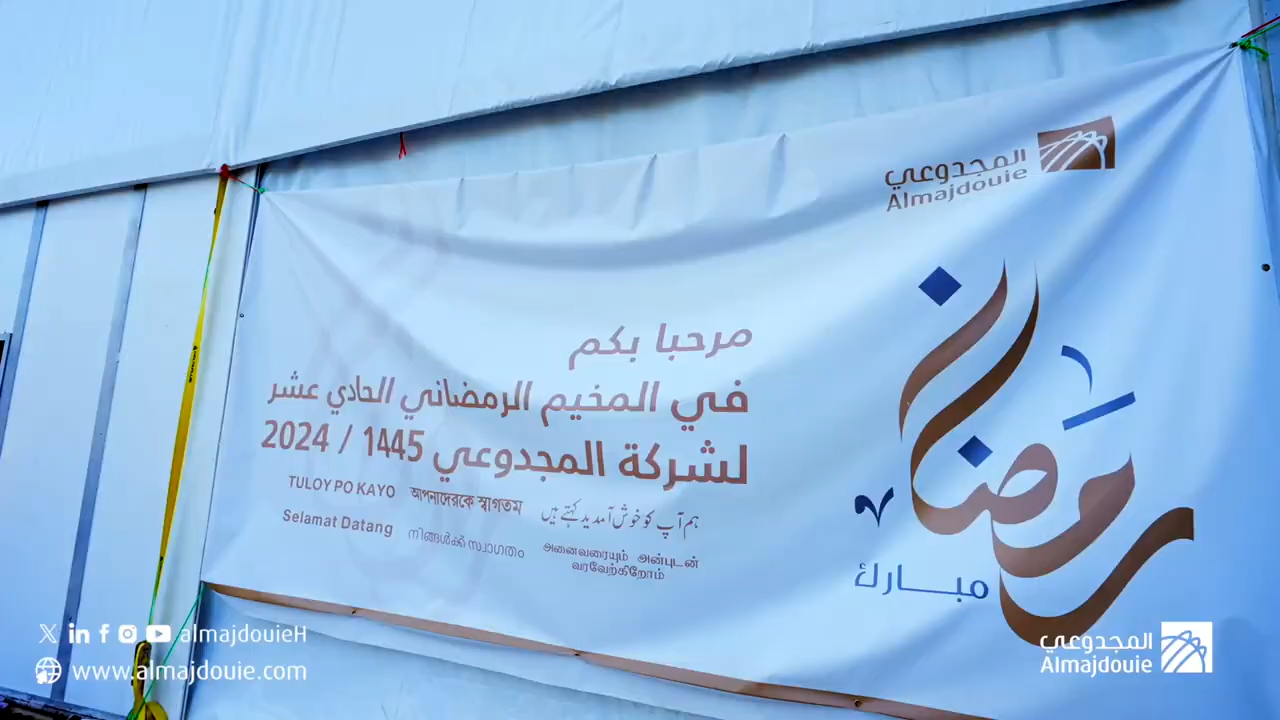 المجدوعي
Almajdouie
رمضان
مبارك
مرحبا بكم
في المخيم الرمضاني الحادي عشر
لشركة المجدوعي 1445 / 2024
TULOY PO KAYO আপনাদেরকে স্বাগতম ہم آپ کو خوش آمدید کہتے ہیں
Selamat Datang നിങ്ങൾക്ക് സ്വാഗതം அனைவரையும் அன்புடன்
வரவேற்கிறோம்
almajdouieH
www.almajdouie.com
المجدوعي
Almajdouie